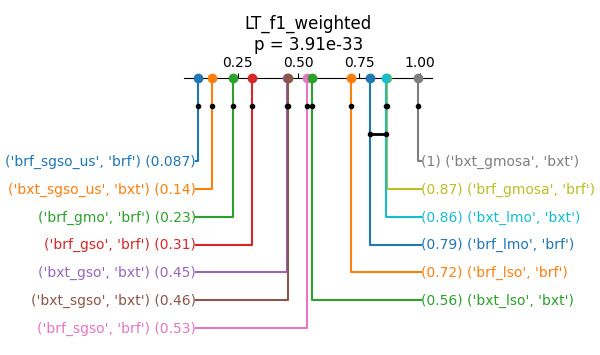 LT_f1_weighted
p = 3.91e-33
0.25 0.50 0.75 1.00
('brf_sgso_us', 'brf') (0.087) (1) ('bxt_gmosa', 'bxt')
('bxt_sgso_us', 'bxt') (0.14) (0.87) ('brf_gmosa', 'brf')
('brf_gmo', 'brf') (0.23) (0.86) ('bxt_lmo', 'bxt')
('brf_gso', 'brf') (0.31) (0.79) ('brf_lmo', 'brf')
('bxt_gso', 'bxt') (0.45) (0.72) ('brf_lso', 'brf')
('bxt_sgso', 'bxt') (0.46) (0.56) ('bxt_lso', 'bxt')
('brf_sgso', 'brf') (0.53)